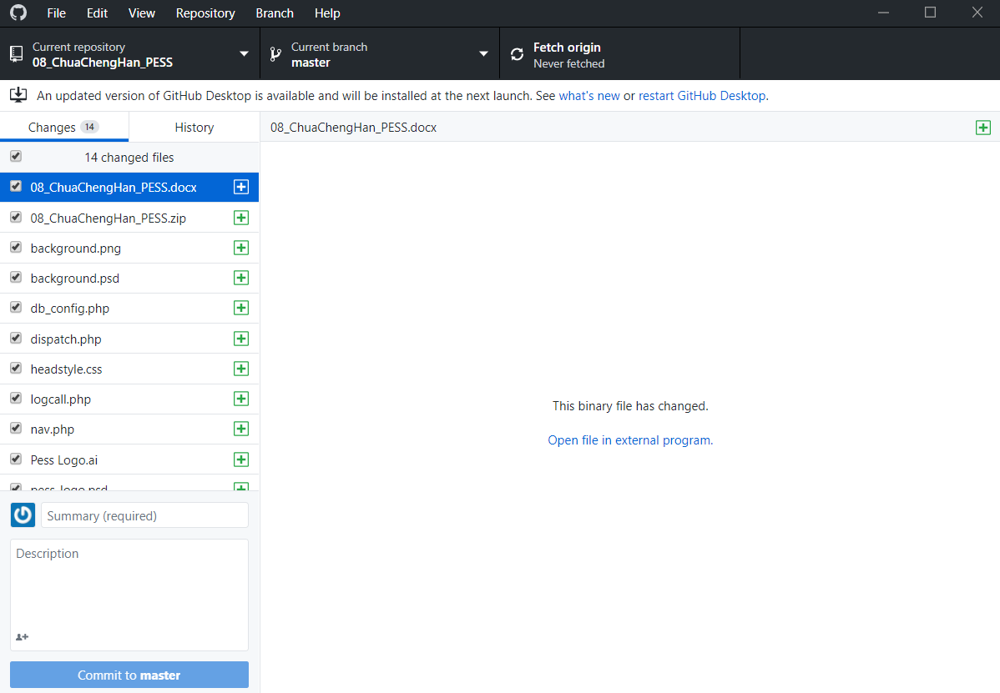 File Edit View Repository Branch Help
Current repository
08_ChuaChengHan_PESS
Current branch
master
Fetch origin
Never fetched
An updated version of GitHub Desktop is available and will be installed at the next launch. See what's new or restart GitHub Desktop.
Changes 14
History
08_ChuaChengHan_PESS.docx
14 changed files
08_ChuaChengHan_PESS.docx
08_ChuaChengHan_PESS.zip
background.png
background.psd
db_config.php
dispatch.php
headstyle.css
logcall.php
nav.php
Pess Logo.ai
pess_logo.psd
This binary file has changed.
Open file in external program.
Summary (required)
Description
Commit to master